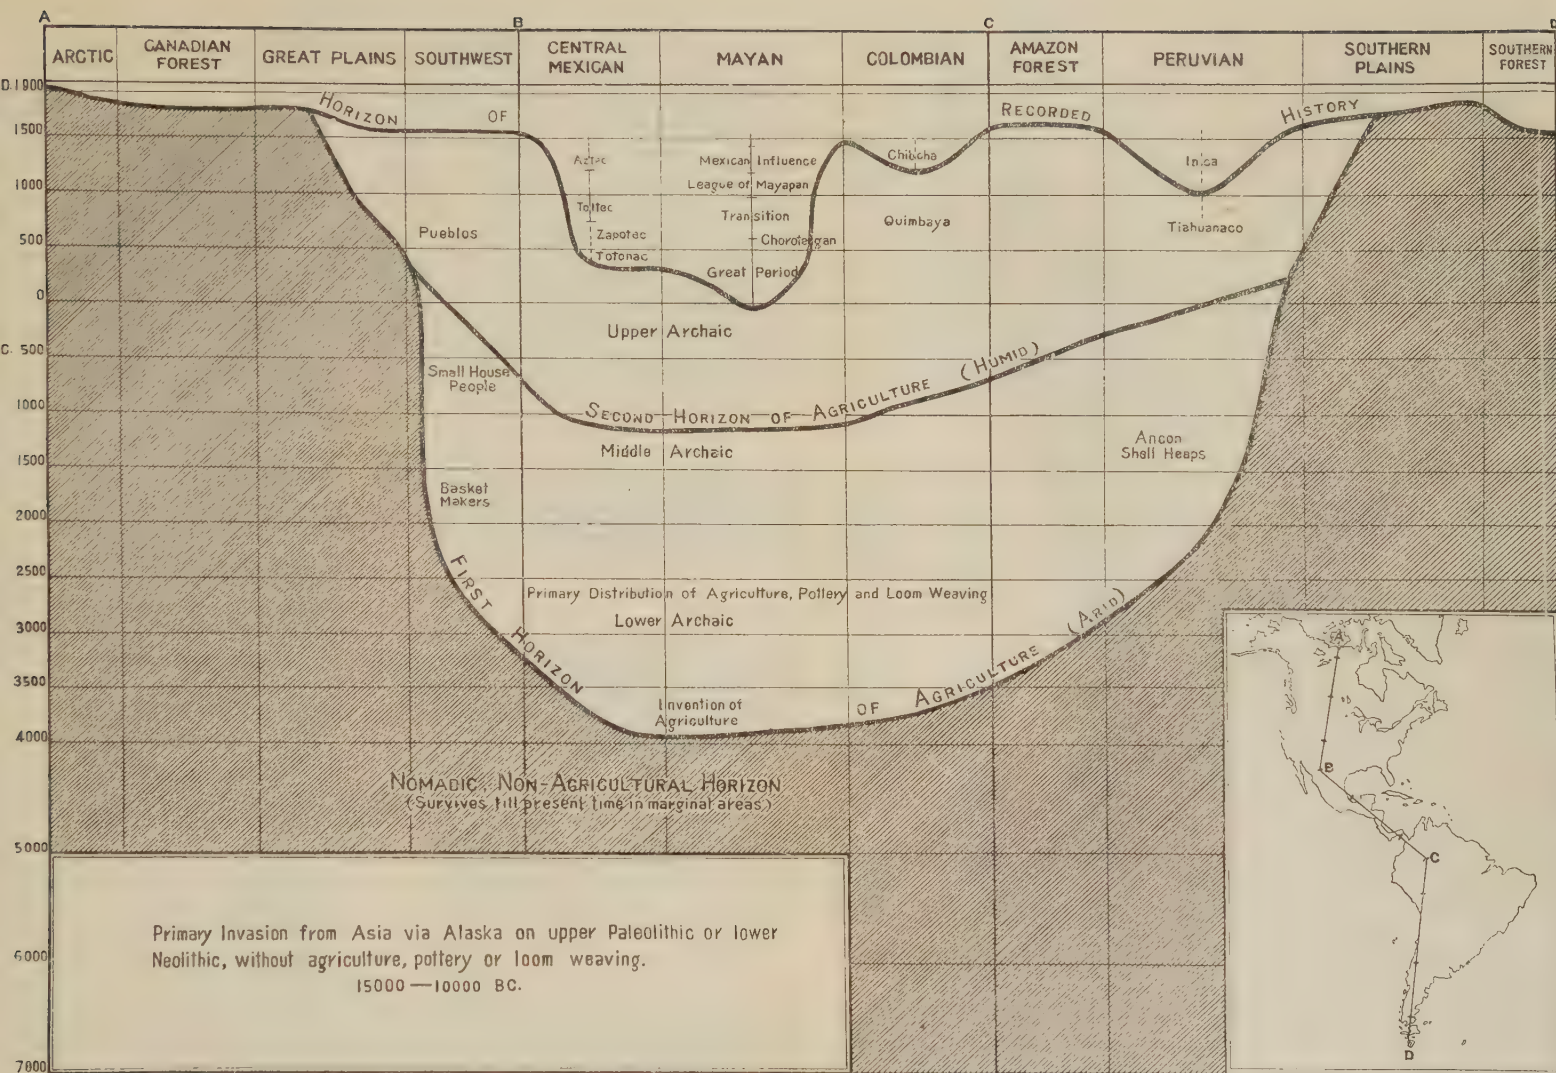 A
B
C
D
ARCTIC
CANADIAN
FOREST
GREAT PLAINS
SOUTHWEST
CENTRAL
MEXICAN
MAYAN
COLOMBIAN
AMAZON
FOREST
PERUVIAN
SOUTHERN
PLAINS
SOUTHERN
FOREST
D.1900
HORIZON OF RECORDED HISTORY
1500
Aztec
Mexican Influence
Chibcha
Inca
1000
League of Mayapan
Toltec
Transition
Quimbaya
Tiahuanaco
Pueblos
Zapotec
Chorotegan
500
Totonac
Great Period
0
Upper Archaic
C. 500
Small House
People
SECOND HORIZON OF AGRICULTURE (HUMID)
1000
Middle Archaic
Ancon
Shell Heaps
1500
Basket
Makers
2000
2500
FIRST HORIZON OF AGRICULTURE (ARID)
Primary Distribution of Agriculture, Pottery and Loom Weaving
Lower Archaic
3000
3500
Invention of
Agriculture
4000
NOMADIC, NON-AGRICULTURAL HORIZON
(Survives till present time in marginal areas)
5000
Primary Invasion from Asia via Alaska on upper Paleolithic or lower
Neolithic, without agriculture, pottery or loom weaving.
15000—10000 BC.
6000
7000
A
B
C
D